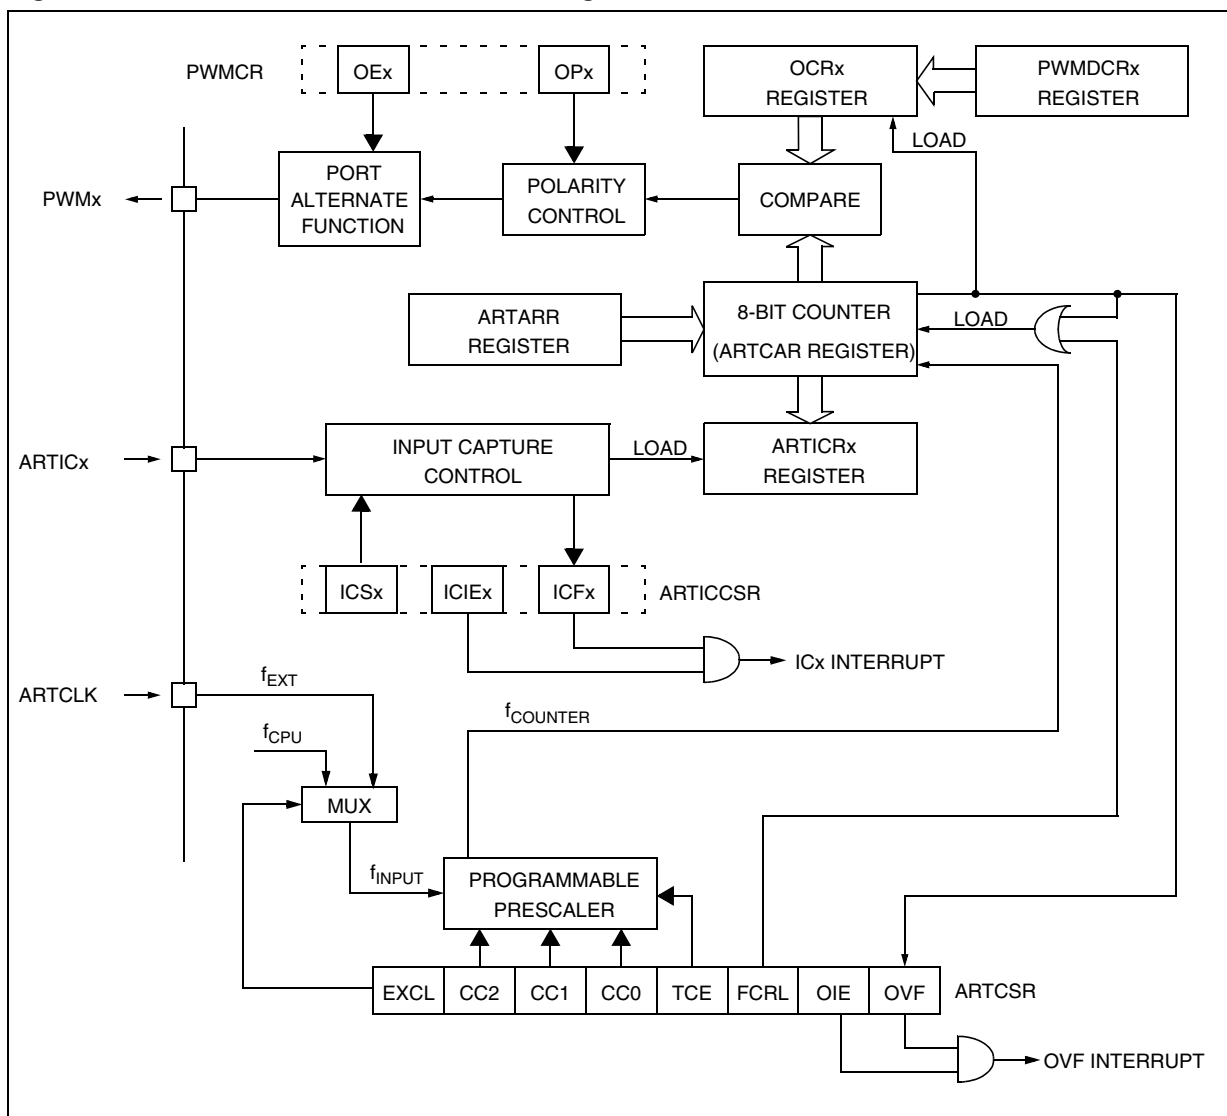 PWMCR
OEx
OPx
OCRx
REGISTER
PWMDCRx
REGISTER
LOAD
PWMx
PORT
ALTERNATE
FUNCTION
POLARITY
CONTROL
COMPARE
ARTARR
REGISTER
8-BIT COUNTER
(ARTCAR REGISTER)
LOAD
ARTICx
INPUT CAPTURE
CONTROL
LOAD
ARTICRx
REGISTER
ICSx
ICIEx
ICFx
ARTICCSR
ICx INTERRUPT
ARTCLK
fEXT
fCPU
fCOUNTER
MUX
fINPUT
PROGRAMMABLE
PRESCALER
EXCL
CC2
CC1
CC0
TCE
FCRL
OIE
OVF
ARTCSR
OVF INTERRUPT